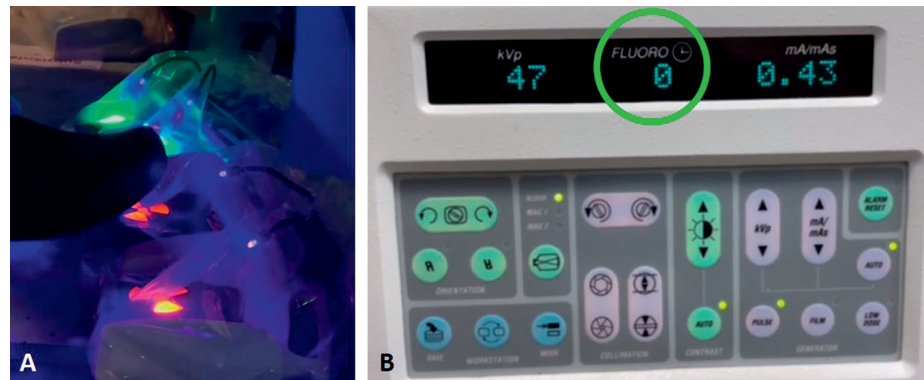 A
kVp
47
FLUORO
0
mA/mAs
0.43
NORM
MAG 1
MAG 2
R
R
ORIENTATION
kVp
mA/
mAs
ALARM
RESET
AUTO
SAVE
WORKSTATION
MODE
COLLIMATION
AUTO
CONTRAST
PULSE
FILM
LOW
DOSE
GENERATOR
B